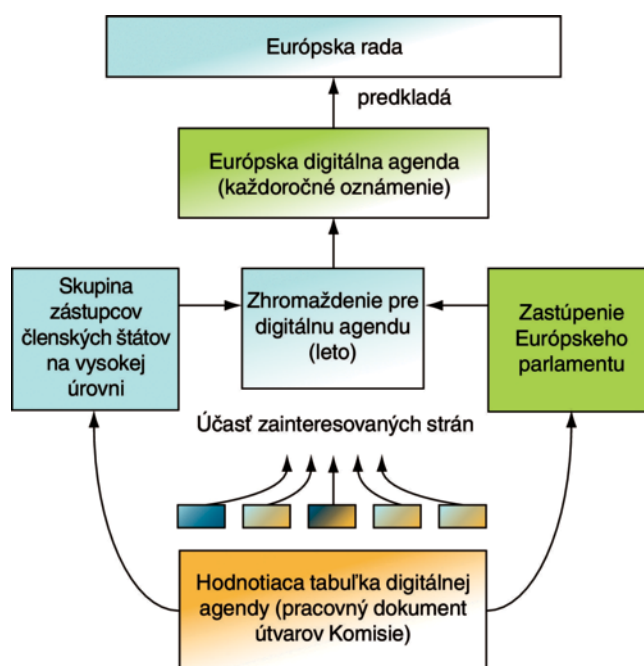 Európska rada
predkladá
Európska digitálna agenda
(každoročné oznámenie)
Skupina
zástupcov
členských štátov
na vysokej
úrovni
Zhromaždenie pre
digitálnu agendu
(leto)
Zastúpenie
Európskeho
parlamentu
Účasť zainteresovaných strán
Hodnotiaca tabuľka digitálnej
agendy (pracovný dokument
útvarov Komisie)